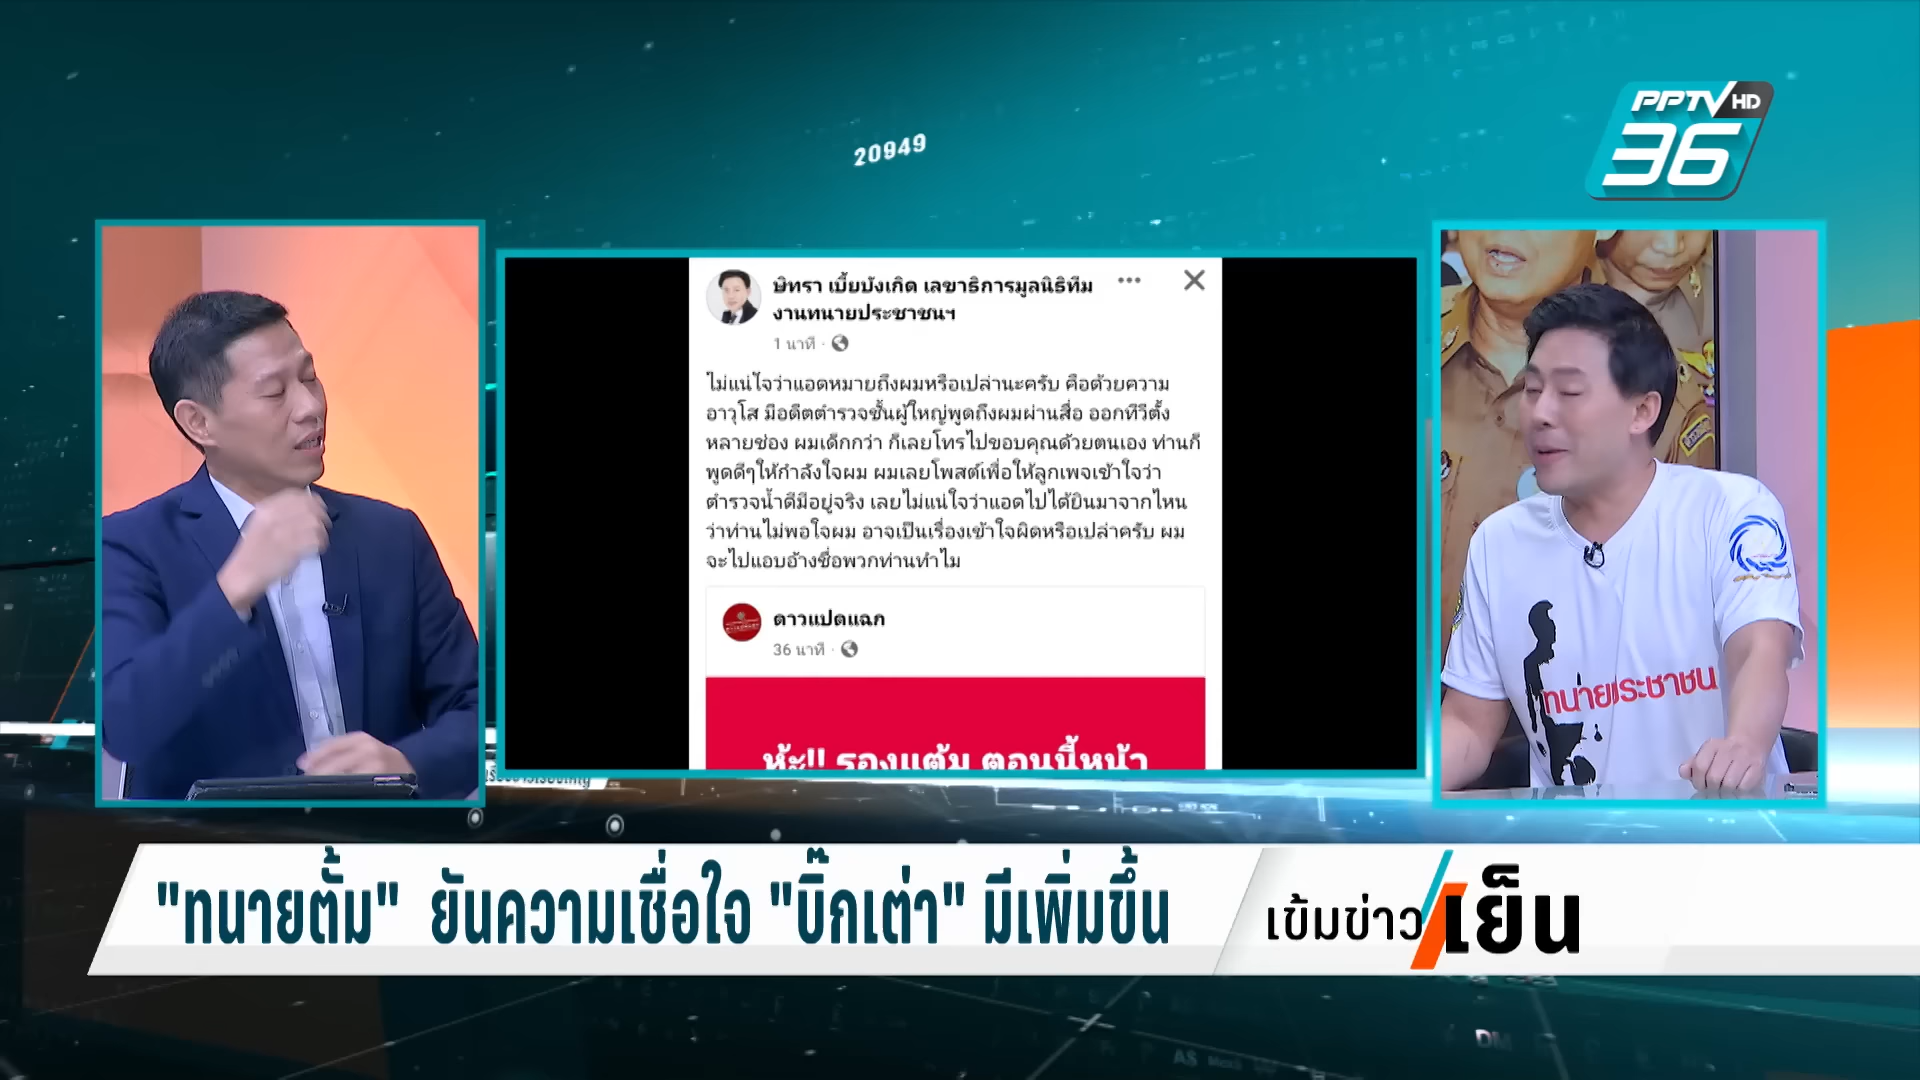 PPTV HD
36
20949
ษิทรา เบี้ยบังเกิด เลขาธิการมูลนิธิทีม
งานทนายประชาชนฯ
1 นาที ·
ไม่แน่ใจว่าแอดหมายถึงผมหรือเปล่านะครับ คือด้วยความ
อาวุโส มีอดีตตำรวจชั้นผู้ใหญ่พูดถึงผมผ่านสื่อ ออกทีวีตั้ง
หลายช่อง ผมเด็กกว่า ก็เลยโทรไปขอบคุณด้วยตนเอง ท่านก็
พูดดีๆให้กำลังใจผม ผมเลยโพสต์เพื่อให้ลูกเพจเข้าใจว่า
ตำรวจน้ำดีมีอยู่จริง เลยไม่แน่ใจว่าแอดไปได้ยินมาจากไหน
ว่าท่านไม่พอใจผม อาจเป็นเรื่องเข้าใจผิดหรือเปล่าครับ ผม
จะไปแอบอ้างชื่อพวกท่านทำไม
ดาวแปดแฉก
36 นาที ·
ห้ะ!! รองแต้ม ตอนนี้หน้า
ทนายประชาชน
"ทนายตั้ม" ยันความเชื่อใจ "บิ๊กเต่า" มีเพิ่มขึ้น
เข้มข่าวเย็น